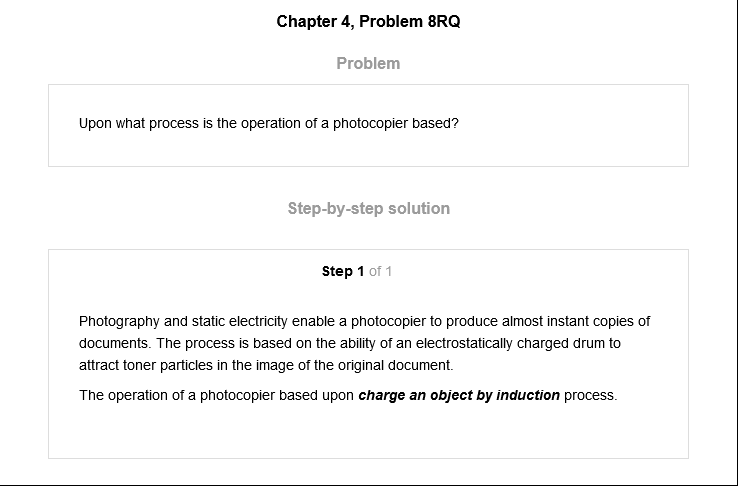 Chapter 4, Problem 8RQ
Problem
Upon what process is the operation of a photocopier based?
Step-by-step solution
Step 1 of 1
Photography and static electricity enable a photocopier to produce almost instant copies of
documents. The process is based on the ability of an electrostatically charged drum to
attract toner particles in the image of the original document.
The operation of a photocopier based upon charge an object by induction process.